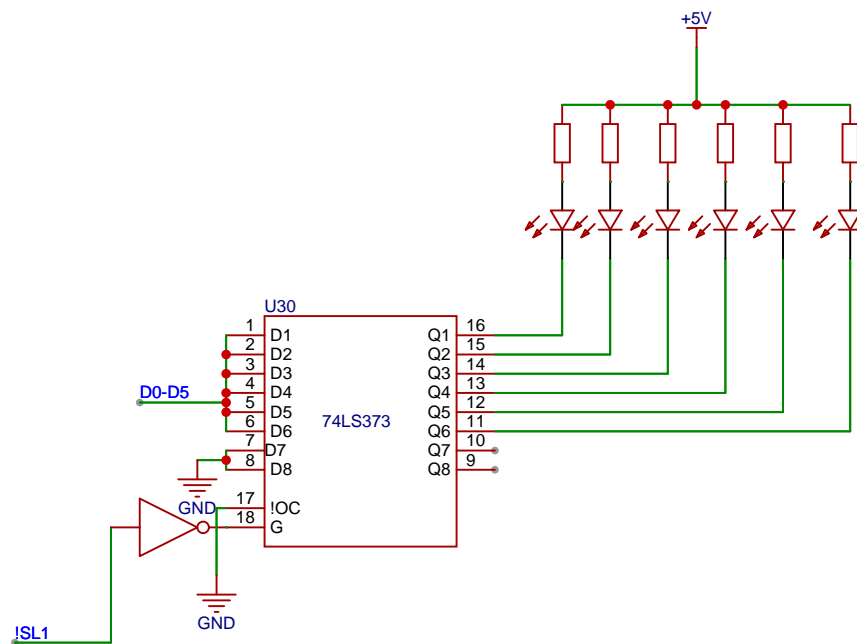 +5V
U30
1 D1 Q1 16
2 D2 Q2 15
3 D3 Q3 14
D0-D5 4 D4 Q4 13
5 D5 74LS373 Q5 12
6 D6 Q6 11
7 D7 Q7 10
8 D8 Q8 9
GND 17 !OC
18 G
GND
!SL1